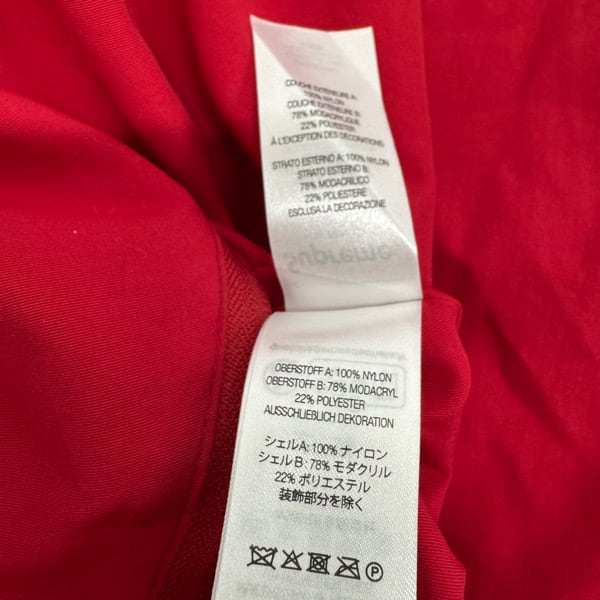 COUCHE EXTÉRIEURE A:
100% NYLON
COUCHE EXTÉRIEURE B:
78% MODACRYLIQUE
22% POLYESTER
À L'EXCEPTION DES DÉCORATIONS
STRATO ESTERNO A: 100% NYLON
STRATO ESTERNO B:
78% MODACRILICO
22% POLIESTERE
ESCLUSA LA DECORAZIONE
OBERSTOFF A: 100% NYLON
OBERSTOFF B: 78% MODACRYL
22% POLYESTER
AUSSCHLIEßLICH DEKORATION
シェルA: 100% ナイロン
シェルB: 78% モダクリル
22% ポリエステル
装飾部分を除く
P